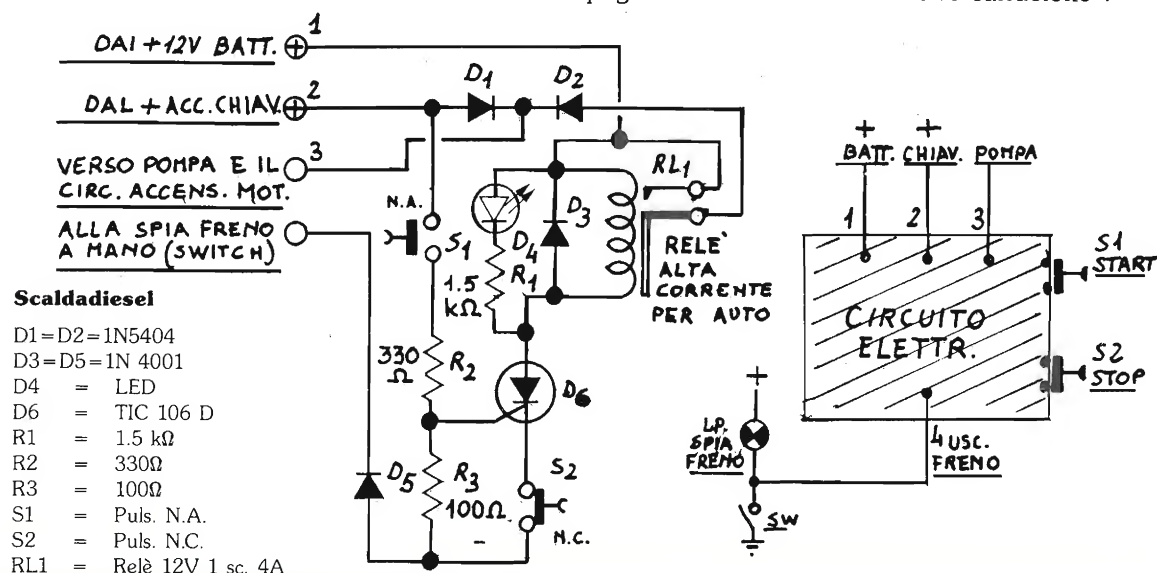 DAI +12V BATT. 1
DAL + ACC. CHIAV. 2
VERSO POMPA E IL 3
CIRC. ACCENS. MOT.
ALLA SPIA FRENO
A MANO (SWITCH)
D1
D2
N.A.
S1
D4
D3
RL1
R1
1.5
kΩ
RELE'
ALTA
CORRENTE
PER AUTO
330
Ω
R2
D6
D5
R3
100Ω
S2
-
N.C.
Scaldadiesel
D1=D2=1N5404
D3=D5=1N 4001
D4 = LED
D6 = TIC 106 D
R1 = 1.5 kΩ
R2 = 330Ω
R3 = 100Ω
S1 = Puls. N.A.
S2 = Puls. N.C.
RL1 = Relè 12V 1 sc. 4A
+ +
BATT. CHIAV. POMPA
1 2 3
S1
START
CIRCUITO
ELETTR.
S2
STOP
+
LP.
SPIA
FRENO
4 USC.
FRENO
SW